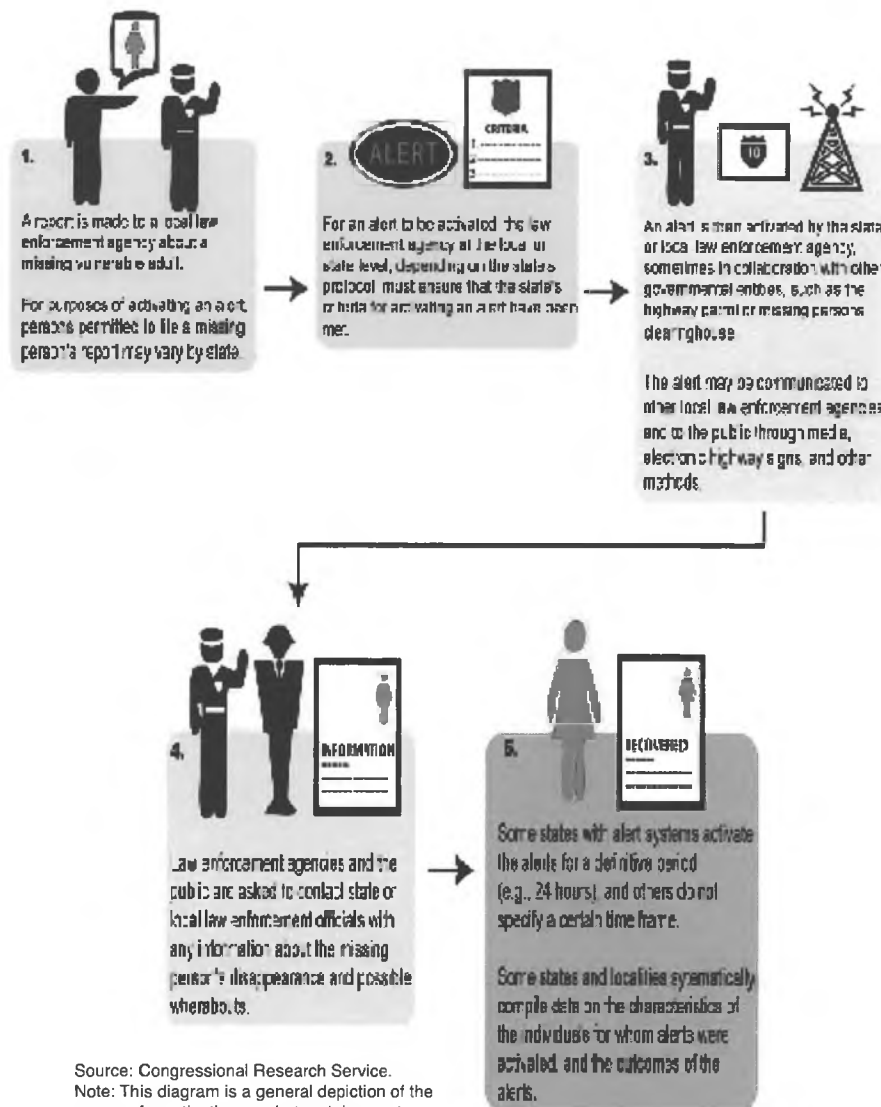 1.
A report is made to a local law
enforcement agency about a
missing vulnerable adult.
For purposes of activating an alert,
persons permitted to file a missing
person's report may vary by state.
2.
ALERT
CRITERIA
1.
2.
3.
For an alert to be activated, the law
enforcement agency at the local or
state level, depending on the state's
protocol, must ensure that the state's
criteria for activating an alert have been
met.
3.
10
An alert is then activated by the state
or local law enforcement agency,
sometimes in collaboration with other
governmental entities, such as the
highway patrol or missing persons
clearinghouse.
The alert may be communicated to
other local law enforcement agencies
and to the public through media,
electronic highway signs, and other
methods.
4.
INFORMATION
Law enforcement agencies and the
public are asked to contact state or
local law enforcement officials with
any information about the missing
person's disappearance and possible
whereabouts.
5.
RECOVERED
Some states with alert systems activate
the alerts for a definitive period
(e.g., 24 hours), and others do not
specify a certain time frame.
Some states and localities systematically
compile data on the characteristics of
the individuals for whom alerts were
activated, and the outcomes of the
alerts.
Source: Congressional Research Service.
Note: This diagram is a general depiction of the